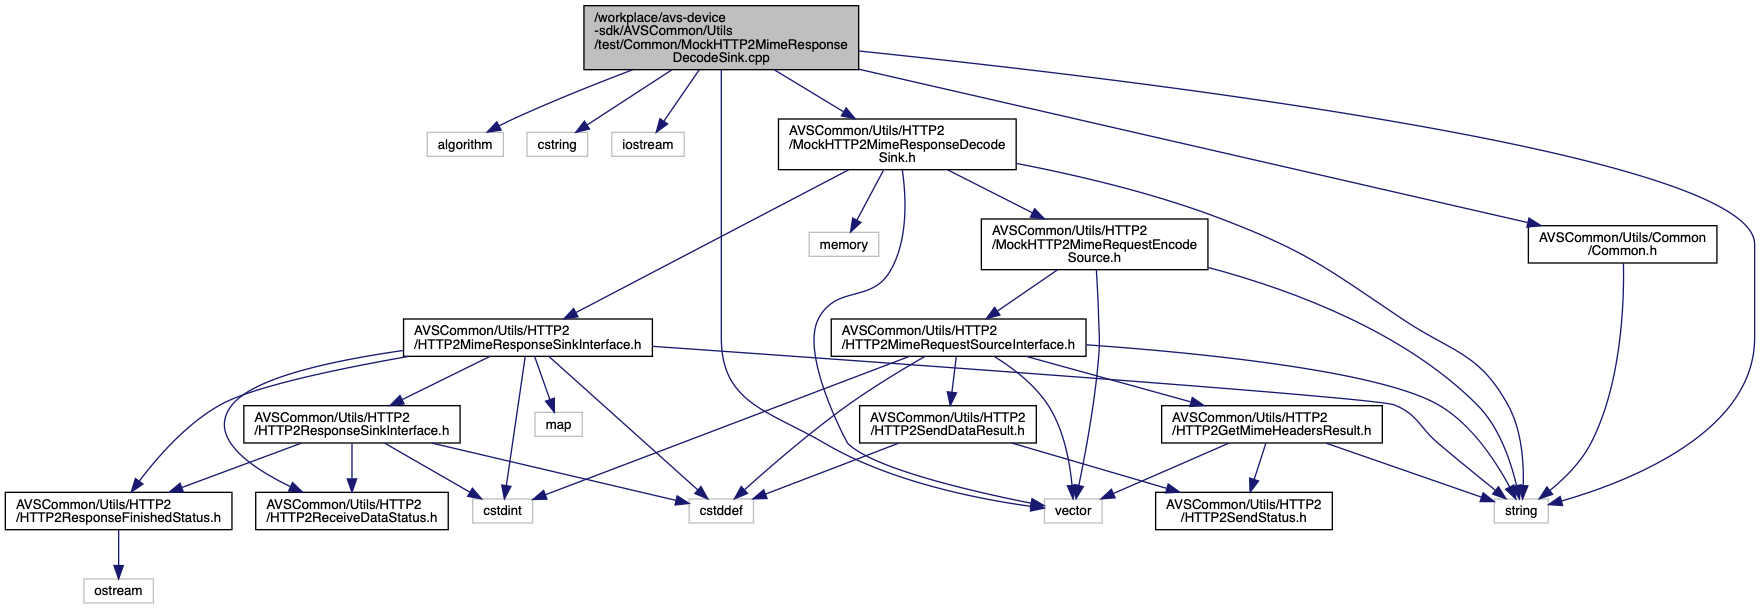 /workplace/avs-device
-sdk/AVSCommon/Utils
/test/Common/MockHTTP2MimeResponse
DecodeSink.cpp
algorithm
cstring
iostream
AVSCommon/Utils/HTTP2
/MockHTTP2MimeResponseDecode
Sink.h
memory
AVSCommon/Utils/HTTP2
/MockHTTP2MimeRequestEncode
Source.h
AVSCommon/Utils/Common
/Common.h
AVSCommon/Utils/HTTP2
/HTTP2MimeResponseSinkInterface.h
AVSCommon/Utils/HTTP2
/HTTP2MimeRequestSourceInterface.h
AVSCommon/Utils/HTTP2
/HTTP2ResponseSinkInterface.h
map
AVSCommon/Utils/HTTP2
/HTTP2SendDataResult.h
AVSCommon/Utils/HTTP2
/HTTP2GetMimeHeadersResult.h
AVSCommon/Utils/HTTP2
/HTTP2ResponseFinishedStatus.h
AVSCommon/Utils/HTTP2
/HTTP2ReceiveDataStatus.h
cstdint
cstddef
vector
AVSCommon/Utils/HTTP2
/HTTP2SendStatus.h
string
ostream